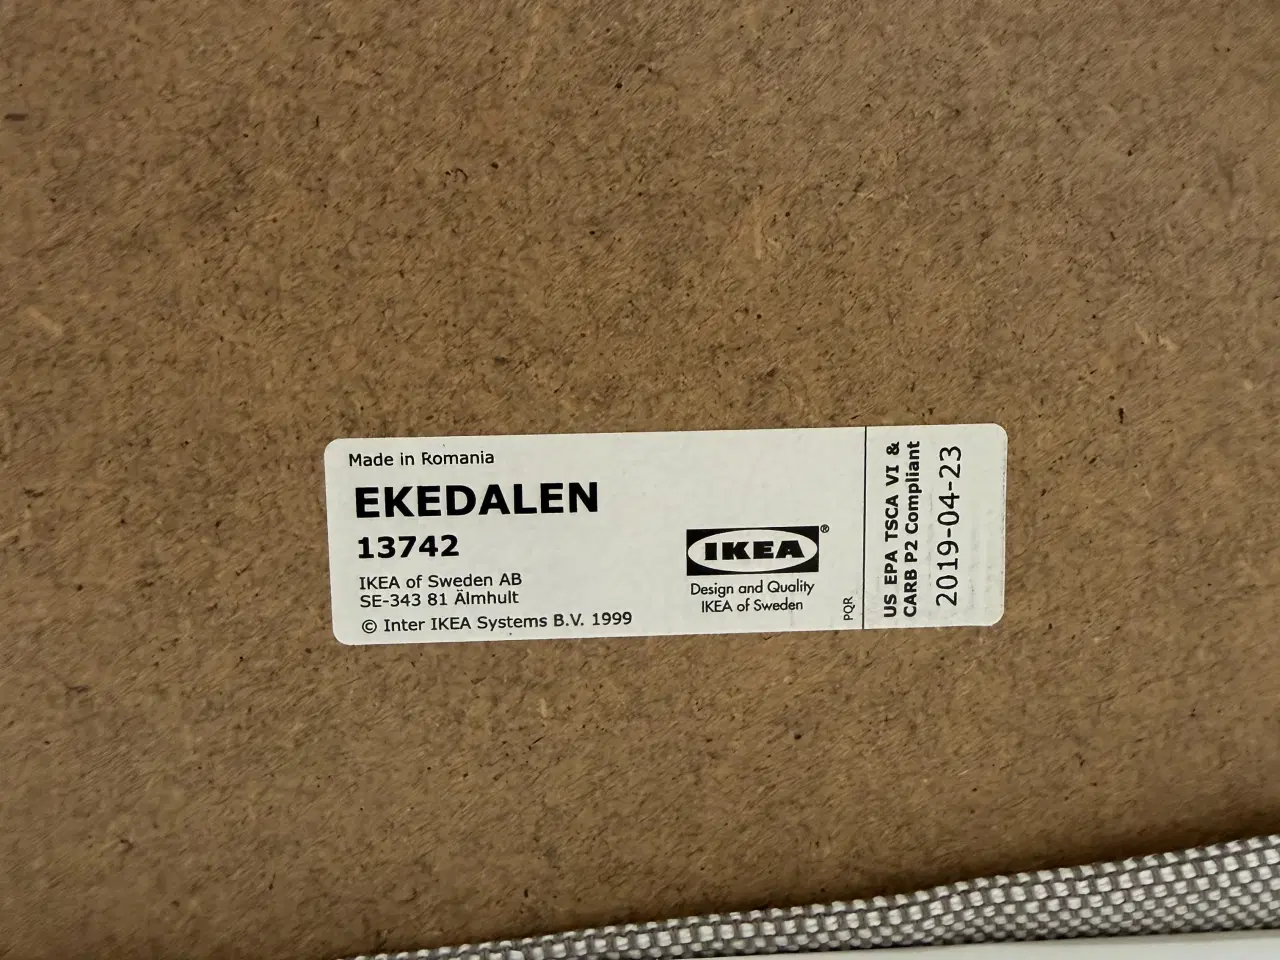 Made in Romania
EKEDALEN
13742
IKEA of Sweden AB
SE-343 81 Älmhult
© Inter IKEA Systems B.V. 1999
IKEA®
Design and Quality
IKEA of Sweden
PQR
US EPA TSCA VI &
CARB P2 Compliant
2019-04-23